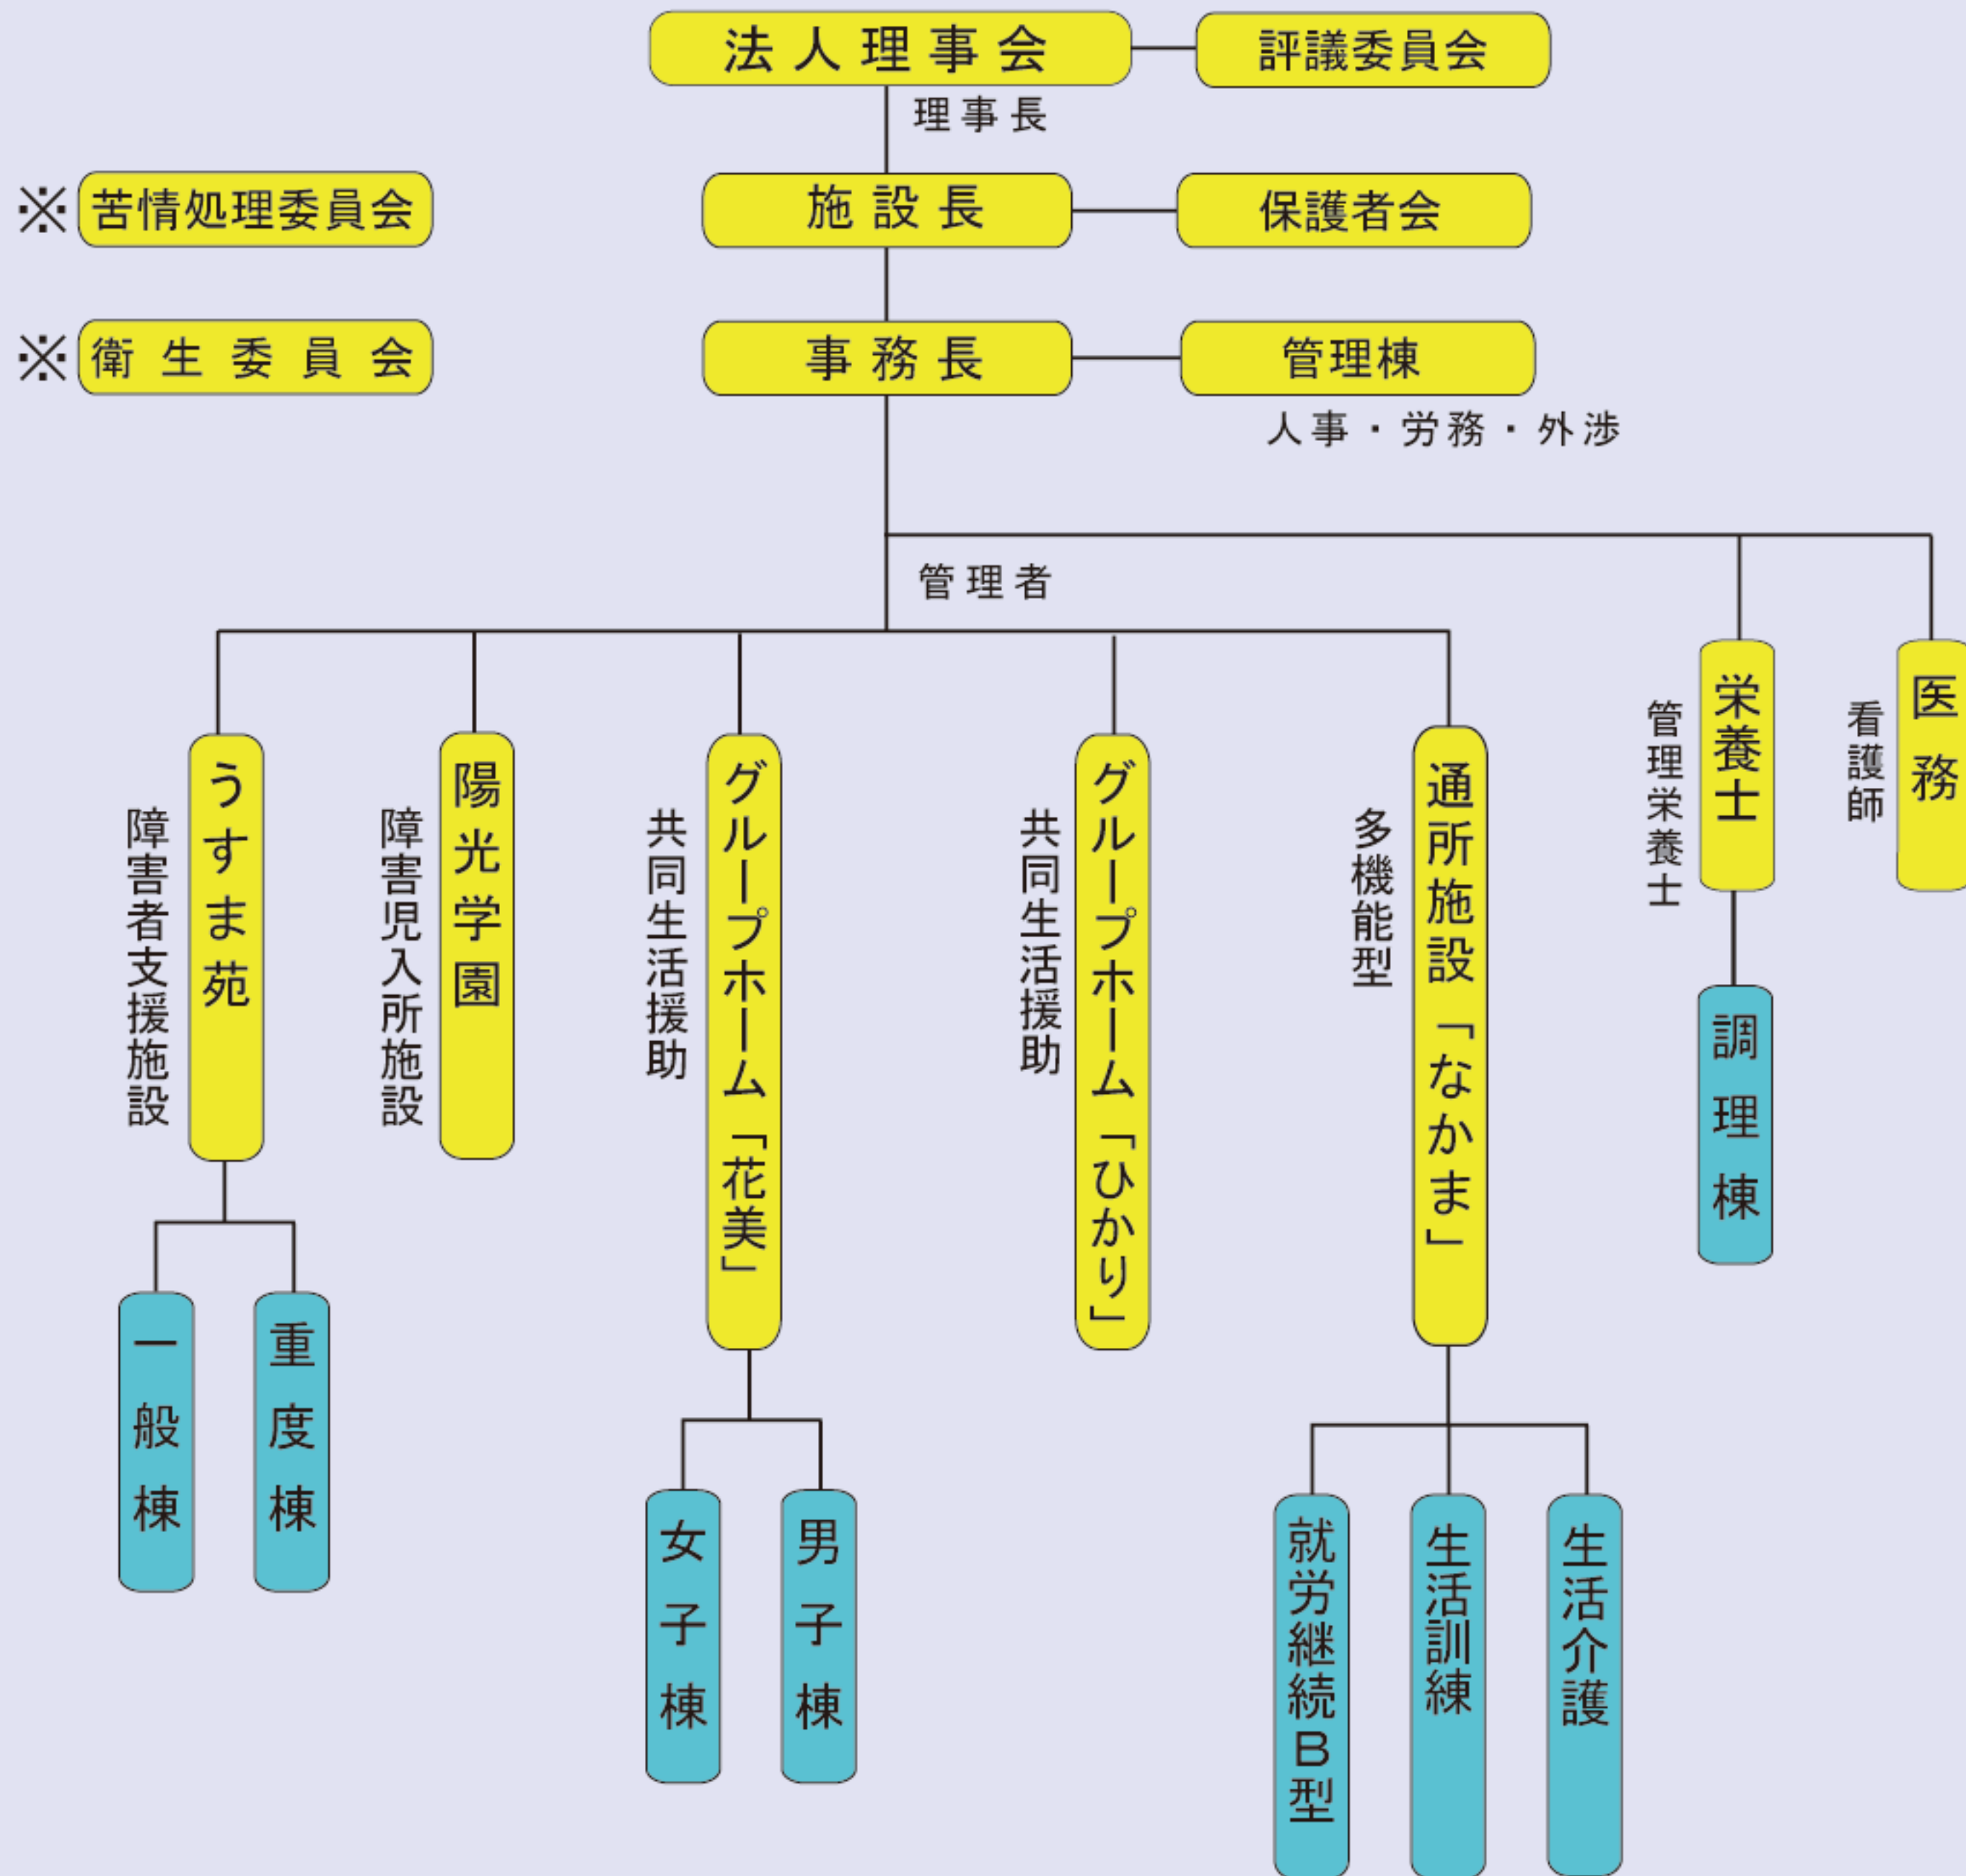 法人理事会
評議委員会
理事長
※苦情処理委員会
施設長
保護者会
※衛生委員会
事務長
管理棟
人事・労務・外渉
管理者
うすま苑
障害者支援施設
陽光学園
障害児入所施設
グループホーム「花美」
共同生活援助
グループホーム「ひかり」
共同生活援助
通所施設「なかま」
多機能型
栄養士
管理栄養士
医務
看護師
調理棟
一般棟
重度棟
女子棟
男子棟
就労継続B型
生活訓練
生活介護